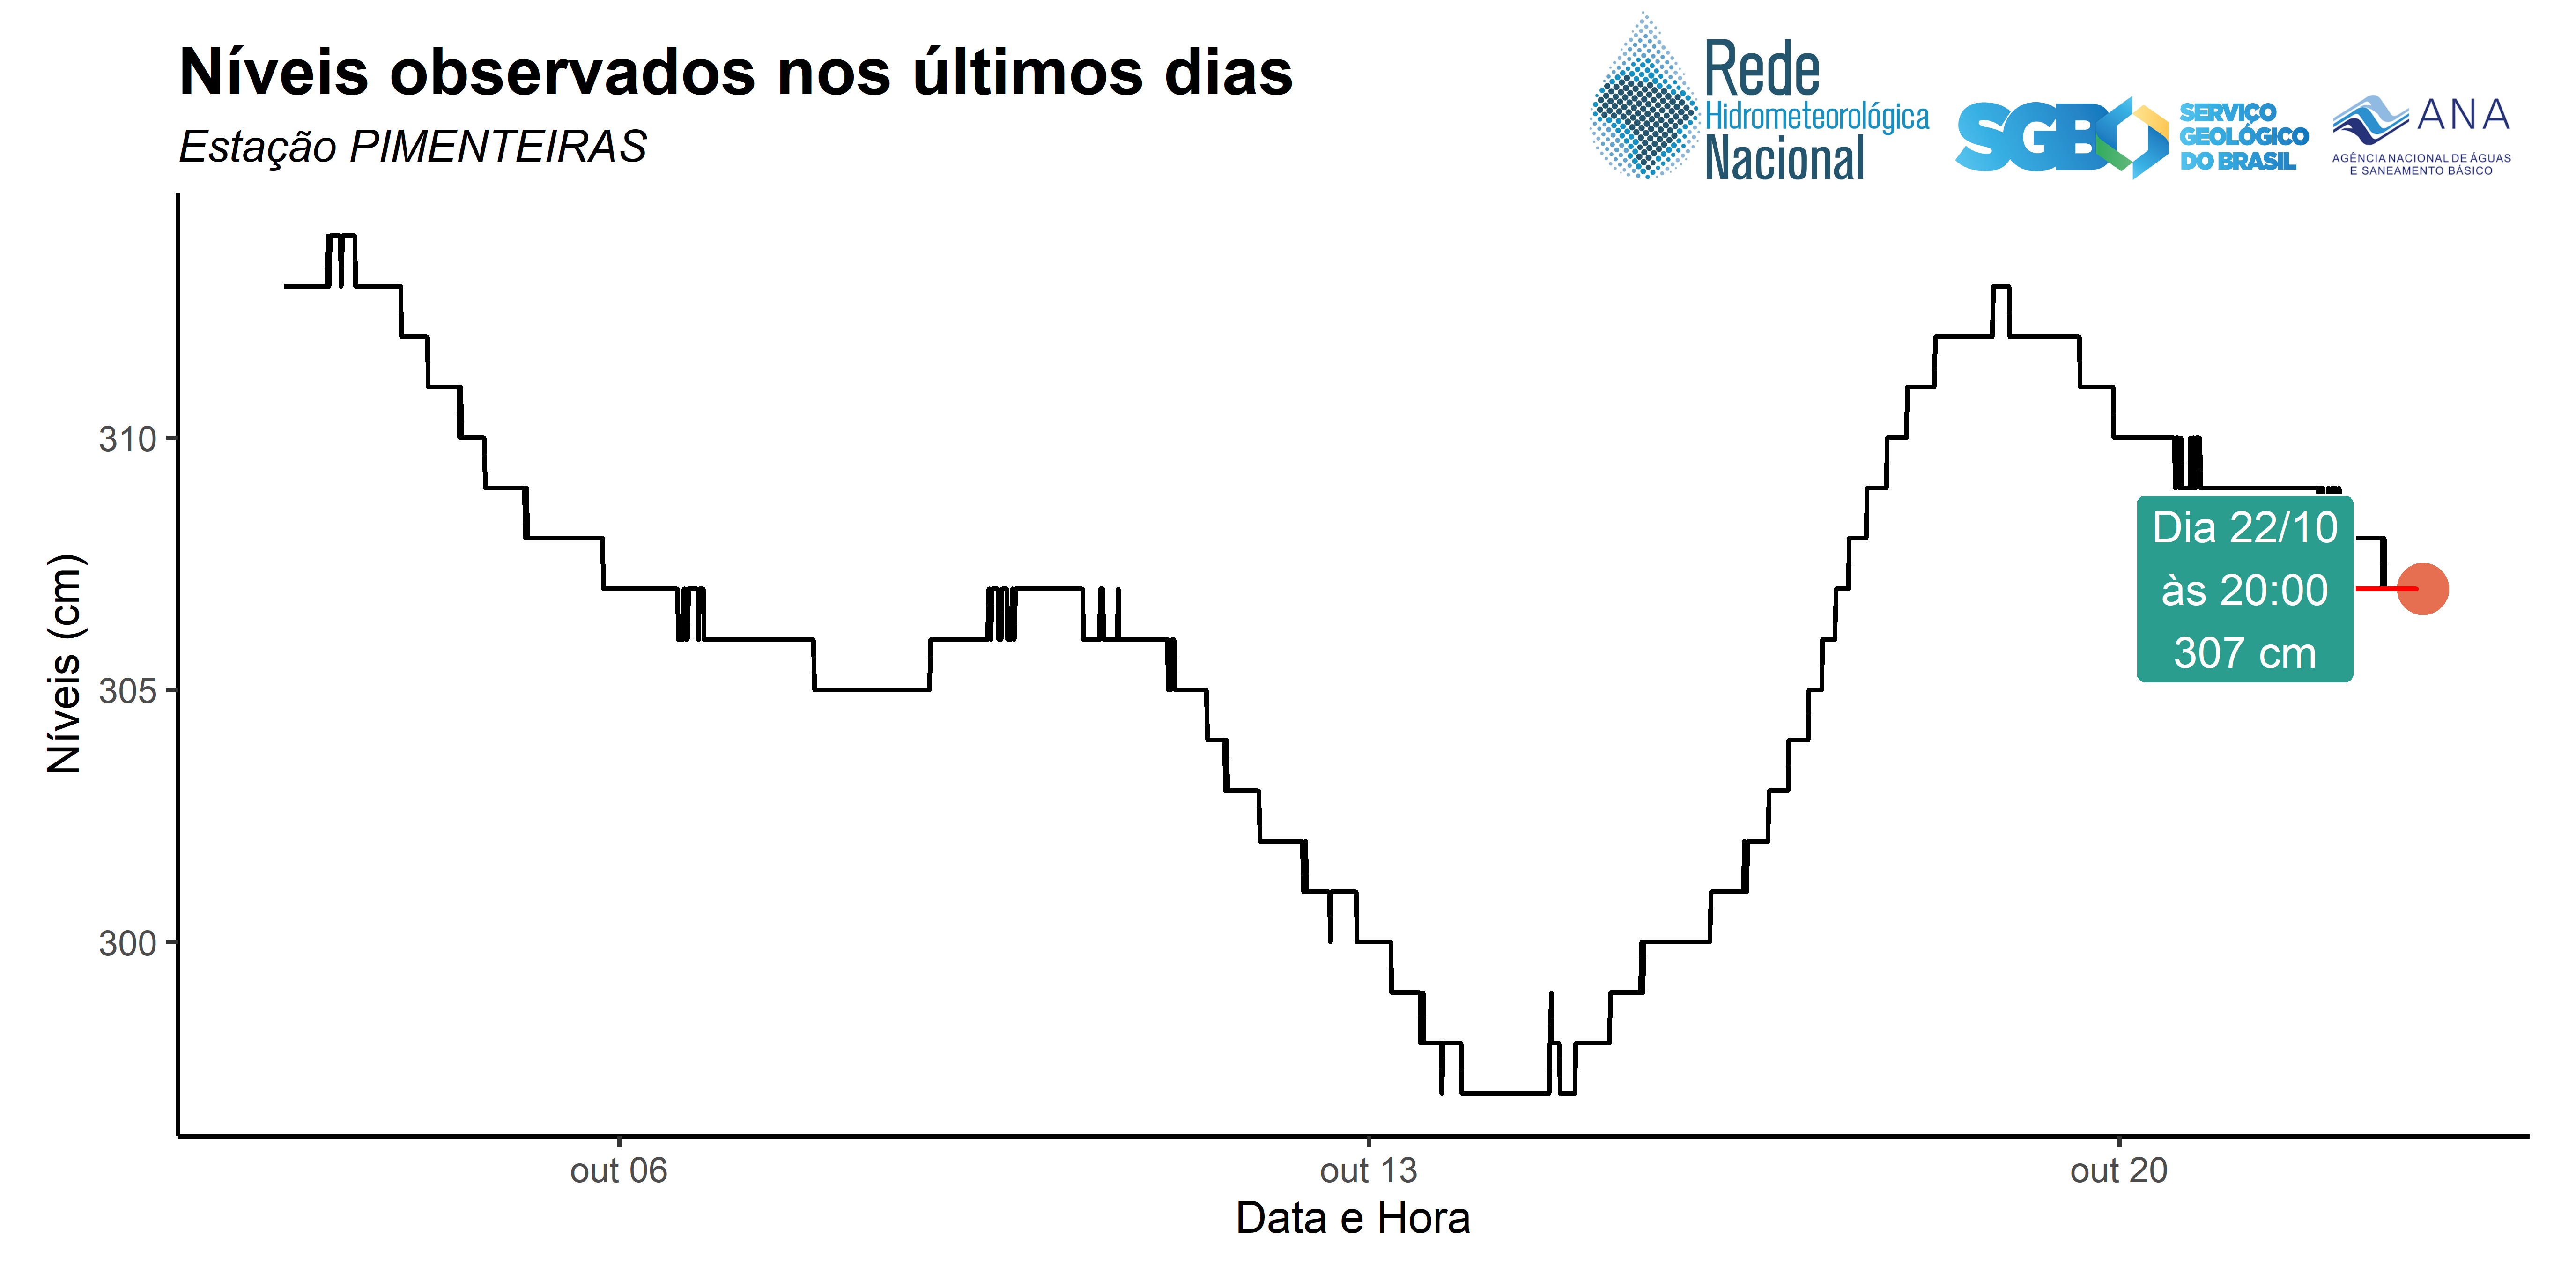 Níveis observados nos últimos dias
Estação PIMENTEIRAS
Rede
Hidrometeorológica
Nacional
SGB
SERVIÇO
GEOLÓGICO
DO BRASIL
ANA
AGÊNCIA NACIONAL DE ÁGUAS
E SANEAMENTO BÁSICO
Níveis (cm)
310
305
300
Dia 22/10
às 20:00
307 cm
out 06
out 13
out 20
Data e Hora